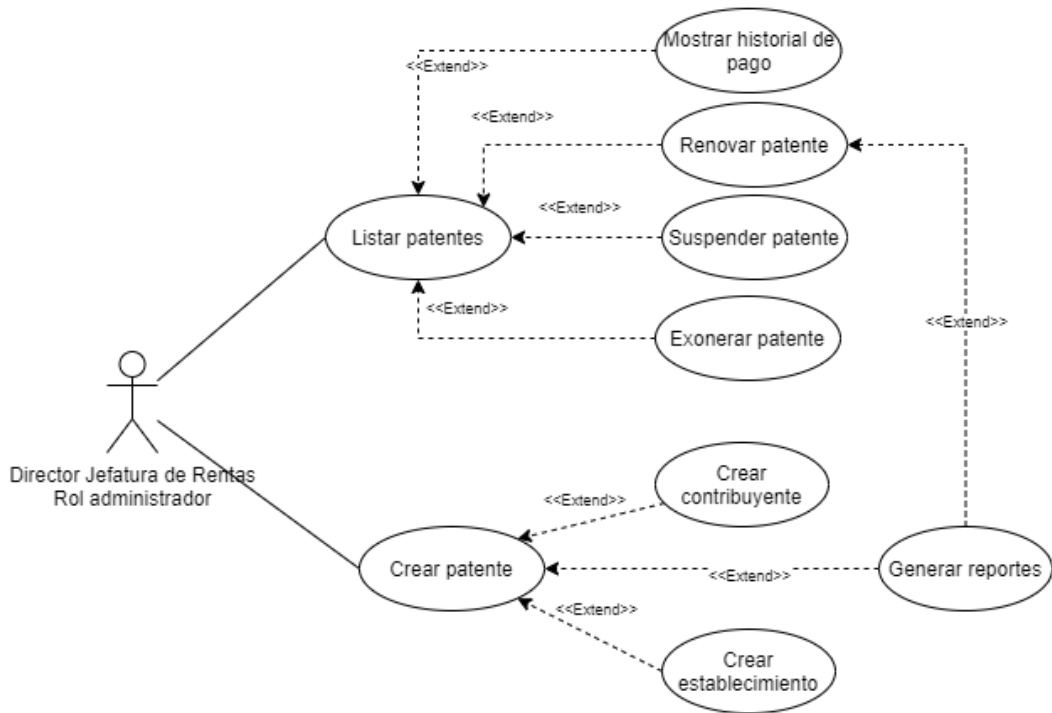 Mostrar historial de
pago
<<Extend>>
<<Extend>>
Renovar patente
<<Extend>>
Listar patentes
Suspender patente
<<Extend>>
Exonerar patente
<<Extend>>
Director Jefatura de Rentas
Rol administrador
Crear
contribuyente
<<Extend>>
Crear patente
<<Extend>>
Generar reportes
<<Extend>>
Crear
establecimiento